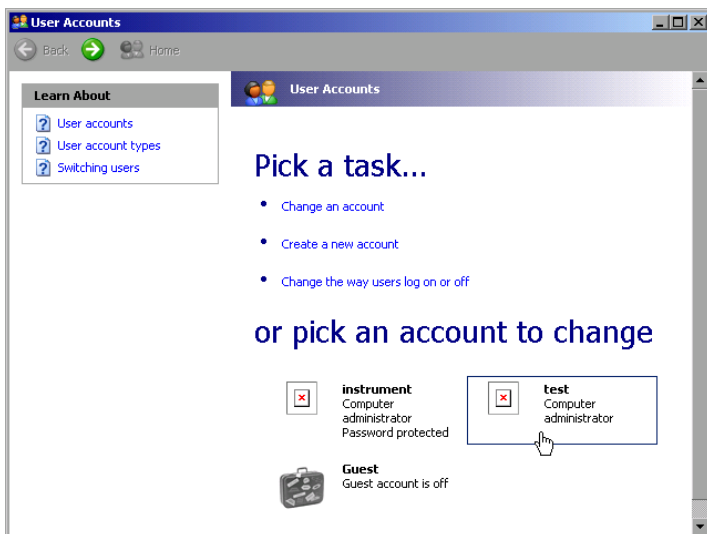 User Accounts
Back Home
Learn About
User accounts
User account types
Switching users
User Accounts
Pick a task...
Change an account
Create a new account
Change the way users log on or off
or pick an account to change
instrument
Computer
administrator
Password protected
test
Computer
administrator
Guest
Guest account is off